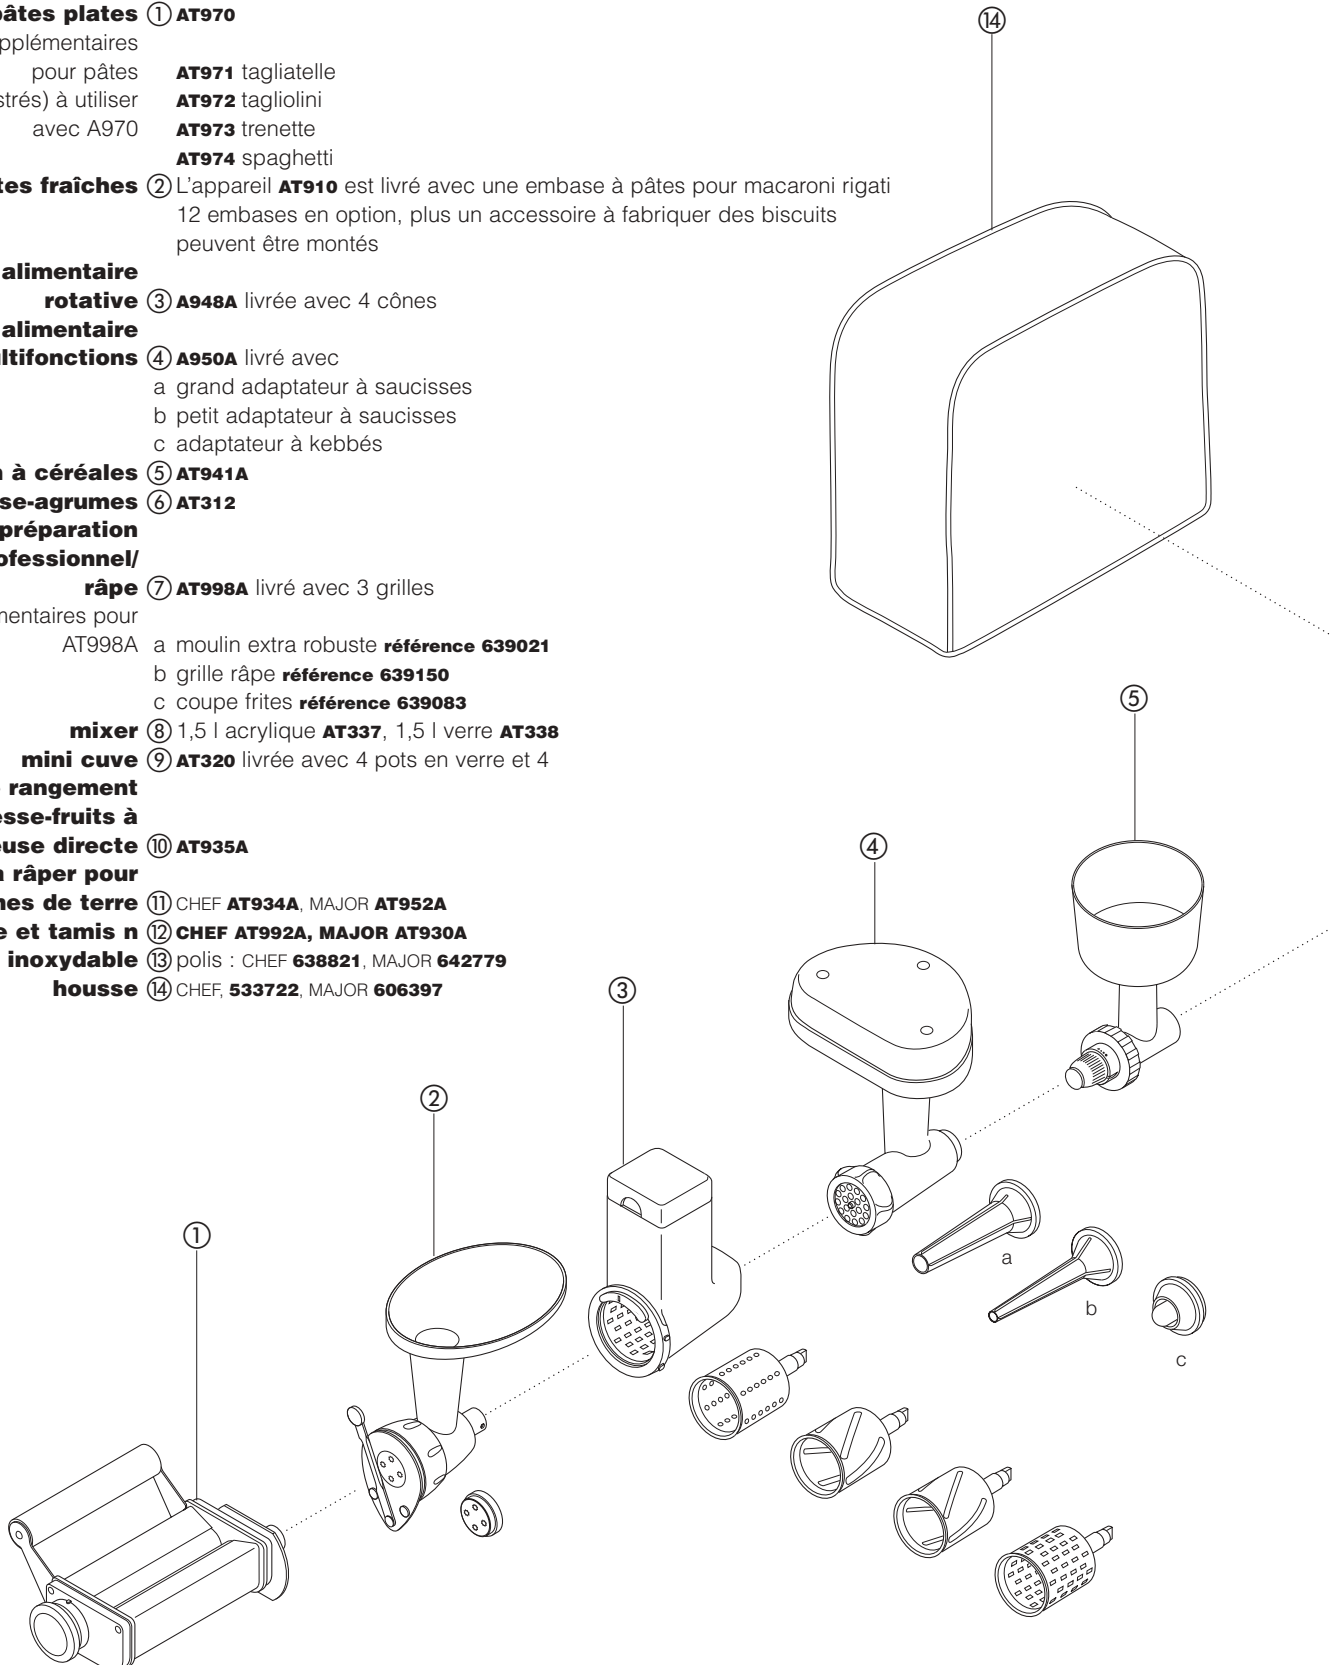 pâtes plates ① AT970
pplémentaires
pour pâtes AT971 tagliatelle
strés) à utiliser AT972 tagliolini
avec A970 AT973 trenette
AT974 spaghetti
tes fraîches ② L'appareil AT910 est livré avec une embase à pâtes pour macaroni rigati
12 embases en option, plus un accessoire à fabriquer des biscuits
peuvent être montés
alimentaire
rotative ③ A948A livrée avec 4 cônes
alimentaire
ltifonctions ④ A950A livré avec
a grand adaptateur à saucisses
b petit adaptateur à saucisses
c adaptateur à kebbés
à céréales ⑤ AT941A
se-agrumes ⑥ AT312
préparation
ofessionnel/
râpe ⑦ AT998A livré avec 3 grilles
mentaires pour
AT998A a moulin extra robuste référence 639021
b grille râpe référence 639150
c coupe frites référence 639083
mixer ⑧ 1,5 l acrylique AT337, 1,5 l verre AT338
mini cuve ⑨ AT320 livrée avec 4 pots en verre et 4
rangement
esse-fruits à
euse directe ⑩ AT935A
râper pour
mes de terre ⑪ CHEF AT934A, MAJOR AT952A
e et tamis n ⑫ CHEF AT992A, MAJOR AT930A
inoxydable ⑬ polis : CHEF 638821, MAJOR 642779
housse ⑭ CHEF, 533722, MAJOR 606397
⑭
⑤
④
③
②
①
a
b
c